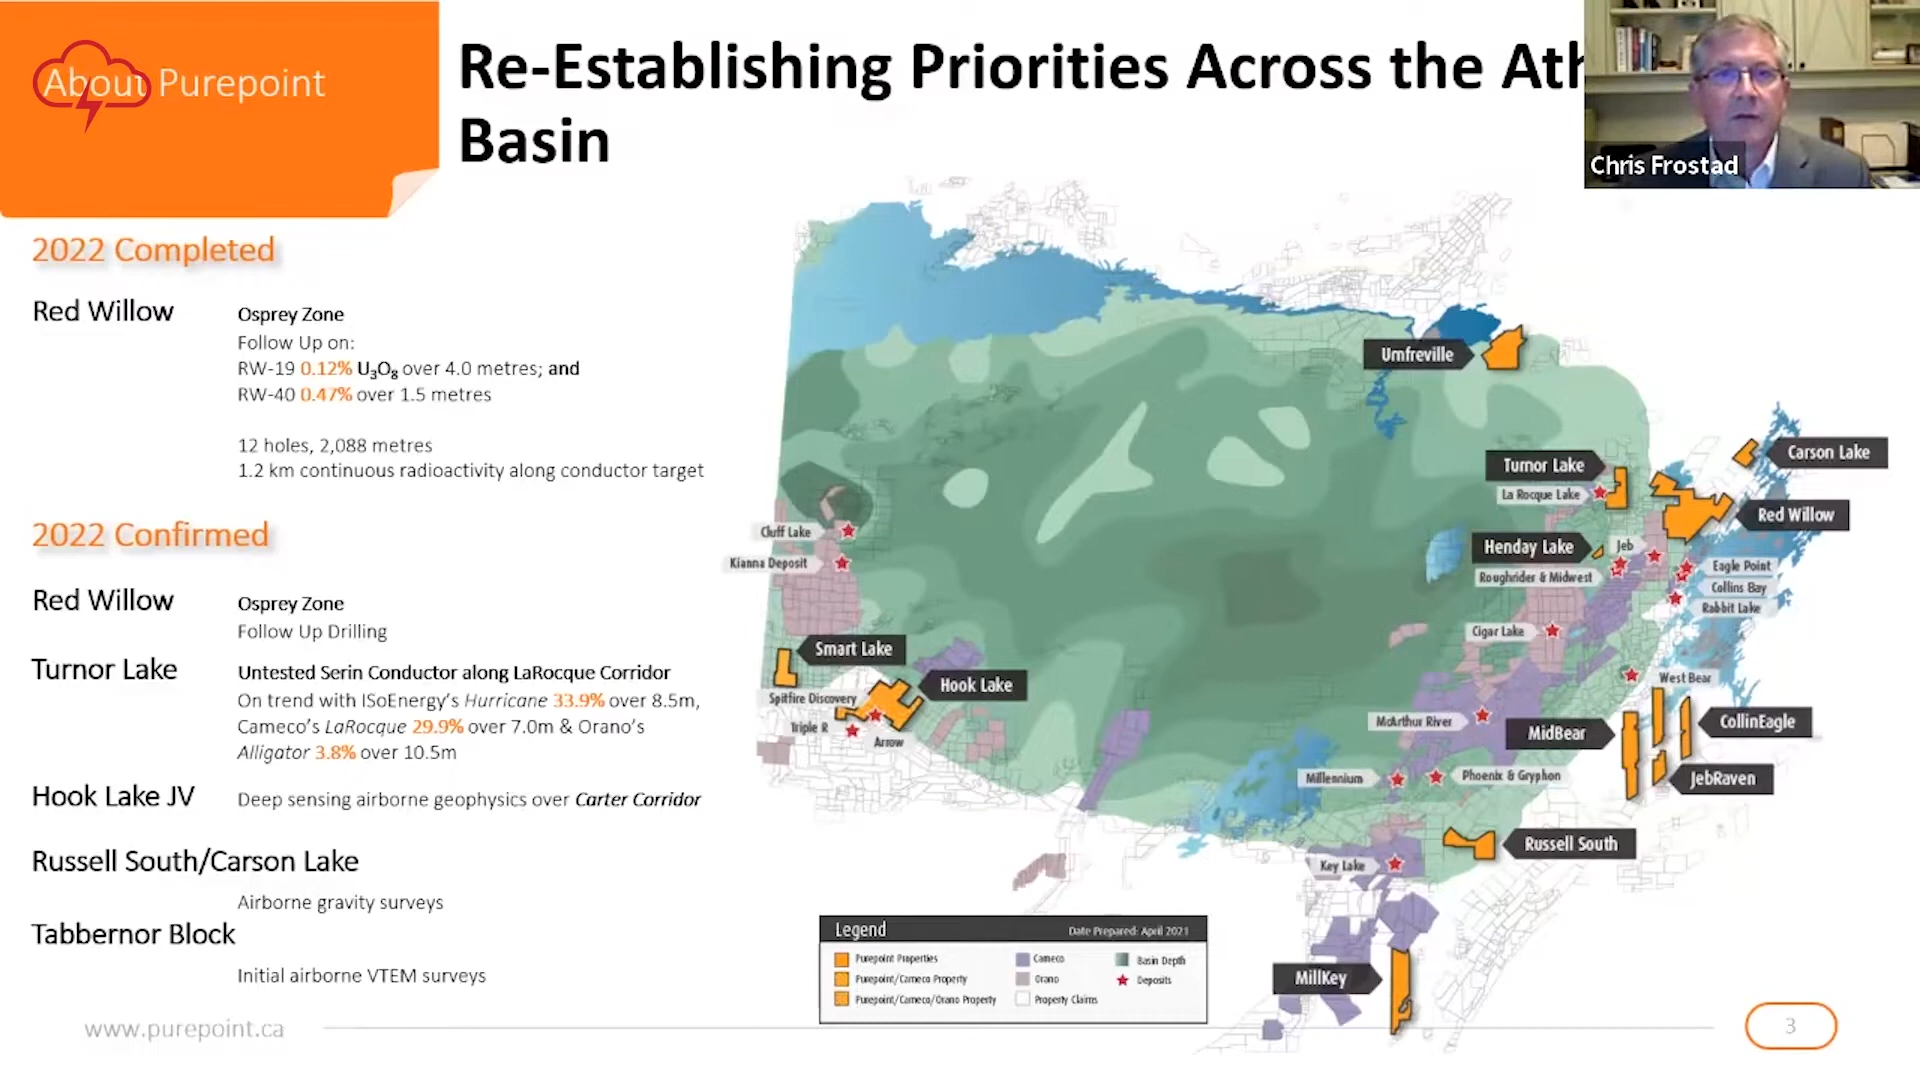 About Purepoint
Re-Establishing Priorities Across the Ath
Basin
Chris Frostad
2022 Completed
Red Willow
Osprey Zone
Follow Up on:
RW-19 0.12% U₃O₈ over 4.0 metres; and
RW-40 0.47% over 1.5 metres
12 holes, 2,088 metres
1.2 km continuous radioactivity along conductor target
2022 Confirmed
Red Willow
Osprey Zone
Follow Up Drilling
Turnor Lake
Untested Serin Conductor along LaRocque Corridor
On trend with ISoEnergy's Hurricane 33.9% over 8.5m,
Cameco's LaRocque 29.9% over 7.0m & Orano's
Alligator 3.8% over 10.5m
Hook Lake JV
Deep sensing airborne geophysics over Carter Corridor
Russell South/Carson Lake
Airborne gravity surveys
Tabbernor Block
Initial airborne VTEM surveys
Umfreville
Carson Lake
Turnor Lake
La Rocque Lake
Red Willow
Cluff Lake
Kianna Deposit
Henday Lake
Jeb
Roughrider & Midwest
Eagle Point
Collins Bay
Rabbit Lake
Cigar Lake
Smart Lake
Hook Lake
Spitfire Discovery
Triple R
Arrow
West Bear
McArthur River
MidBear
CollinEagle
JebRaven
Millennium
Phoenix & Gryphon
Russell South
Key Lake
MillKey
Legend
Date Prepared: April 2021
Purepoint Properties
Purepoint/Cameco Property
Purepoint/Cameco/Orano Property
Cameco
Orano
Property Claims
Basin Depth
Deposits
www.purepoint.ca
3